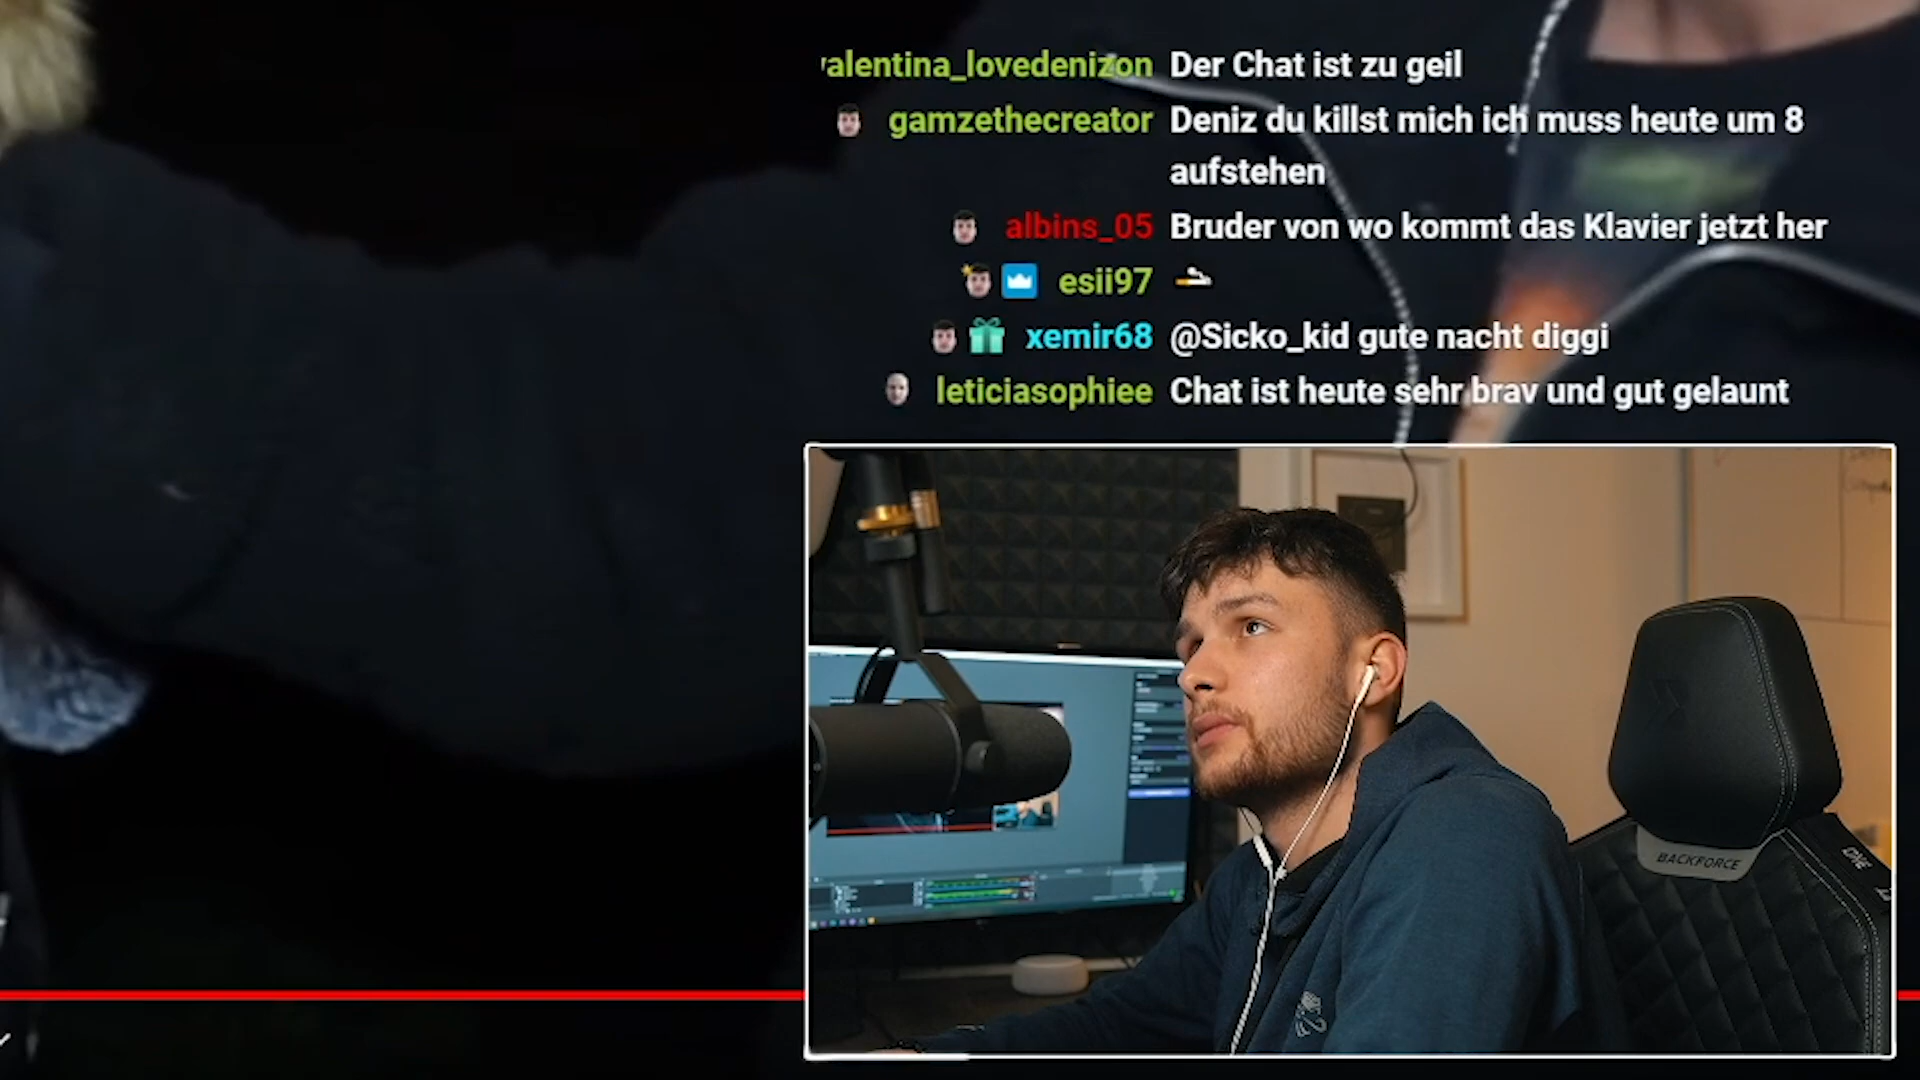 valentina_lovedenizon Der Chat ist zu geil
gamzethecreator Deniz du killst mich ich muss heute um 8
aufstehen
albins_05 Bruder von wo kommt das Klavier jetzt her
esii97
xemir68 @Sicko_kid gute nacht diggi
leticiasophiee Chat ist heute sehr brav und gut gelaunt
BACKFORCE
ONE